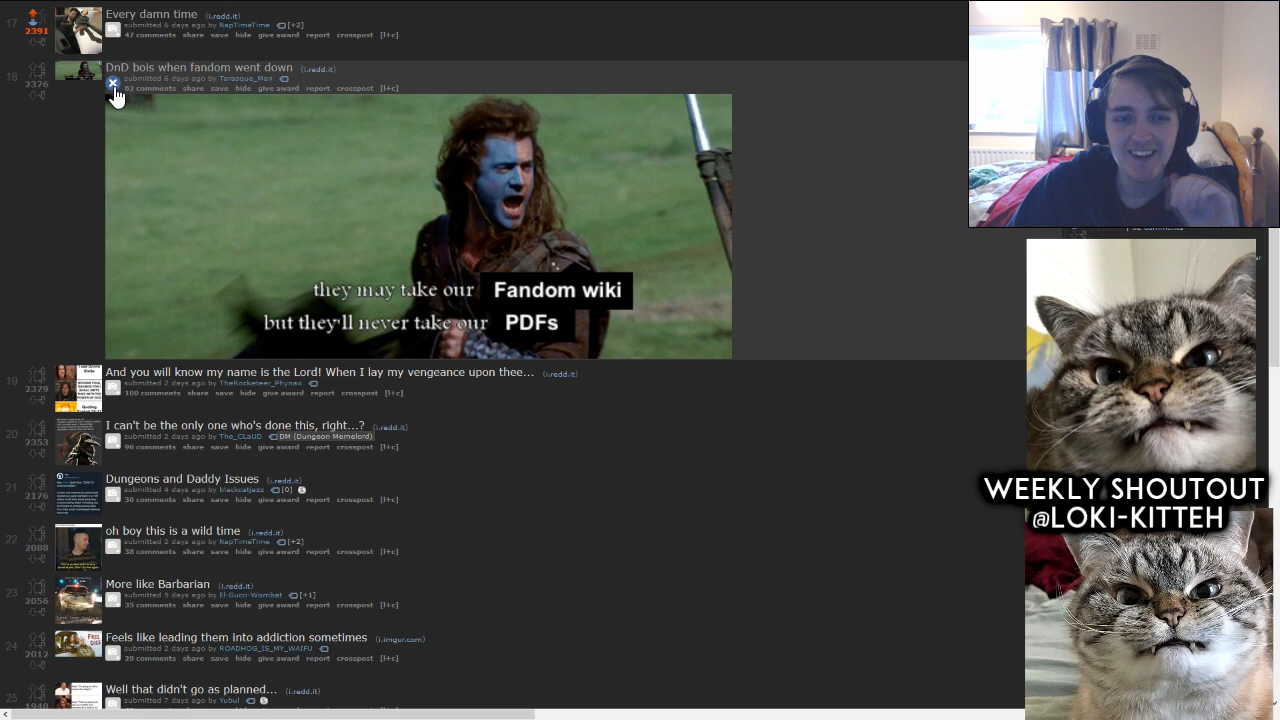 17
2391
Every damn time (i.redd.it)
submitted 6 days ago by NapTimeTime [+2]
47 comments share save hide give award report crosspost [l+c]
18
2376
DnD bois when fandom went down (i.redd.it)
submitted 6 days ago by Tarasque_Man
82 comments share save hide give award report crosspost [l+c]
they may take our Fandom wiki
but they'll never take our PDFs
19
2379
And you will know my name is the Lord! When I lay my vengeance upon thee... (i.redd.it)
submitted 2 days ago by TheRocketeer_Phynax
100 comments share save hide give award report crosspost [l+c]
20
2353
I can't be the only one who's done this, right...? (i.redd.it)
submitted 2 days ago by The_CLaUD DM (Dungeon Memelord)
96 comments share save hide give award report crosspost [l+c]
21
2176
Dungeons and Daddy Issues (i.redd.it)
submitted 4 days ago by blackcatjazz [0]
30 comments share save hide give award report crosspost [l+c]
22
2088
oh boy this is a wild time (i.redd.it)
submitted 2 days ago by NapTimeTime [+2]
38 comments share save hide give award report crosspost [l+c]
23
2056
More like Barbarian (i.redd.it)
submitted 5 days ago by El-Gucci-Wombat [+1]
35 comments share save hide give award report crosspost [l+c]
24
2012
Feels like leading them into addiction sometimes (i.imgur.com)
submitted 2 days ago by ROADHOG_IS_MY_WAIFU
29 comments share save hide give award report crosspost [l+c]
25
1948
Well that didn't go as planned... (i.redd.it)
submitted 7 days ago by Yubul
share save hide give award report crosspost [l+c]
WEEKLY SHOUTOUT
@LOKI-KITTEH